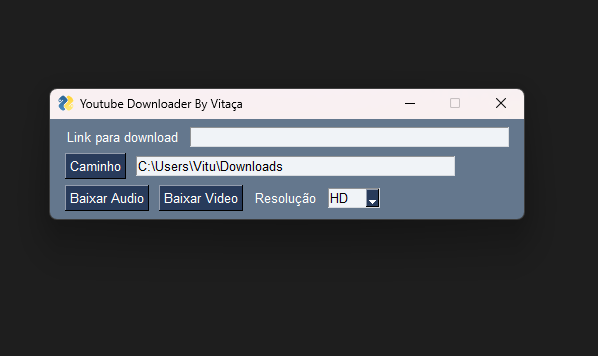 Youtube Downloader By Vitaça
Link para download
Caminho C:\Users\Vitu\Downloads
Baixar Audio Baixar Video Resolução HD